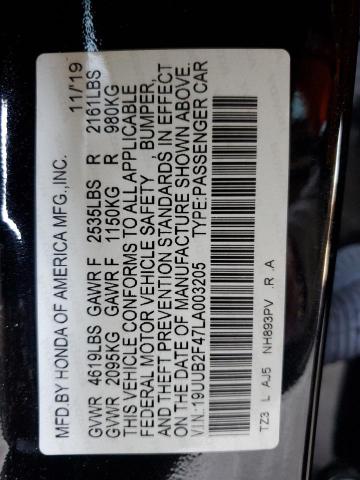 MFD.BY HONDA OF AMERICA MFG.,INC. 11/19
GVWR 4619LBS GAWR F 2535LBS R 2161LBS
GVWR 2095KG GAWR F 1150KG R 980KG
THIS VEHICLE CONFORMS TO ALL APPLICABLE
FEDERAL MOTOR VEHICLE SAFETY, BUMPER,
AND THEFT PREVENTION STANDARDS IN EFFECT
ON THE DATE OF MANUFACTURE SHOWN ABOVE.
V.I.N.:19UUB2F47LA003205 TYPE:PASSENGER CAR
TZ3 L AJ5 NH893PV .R .A